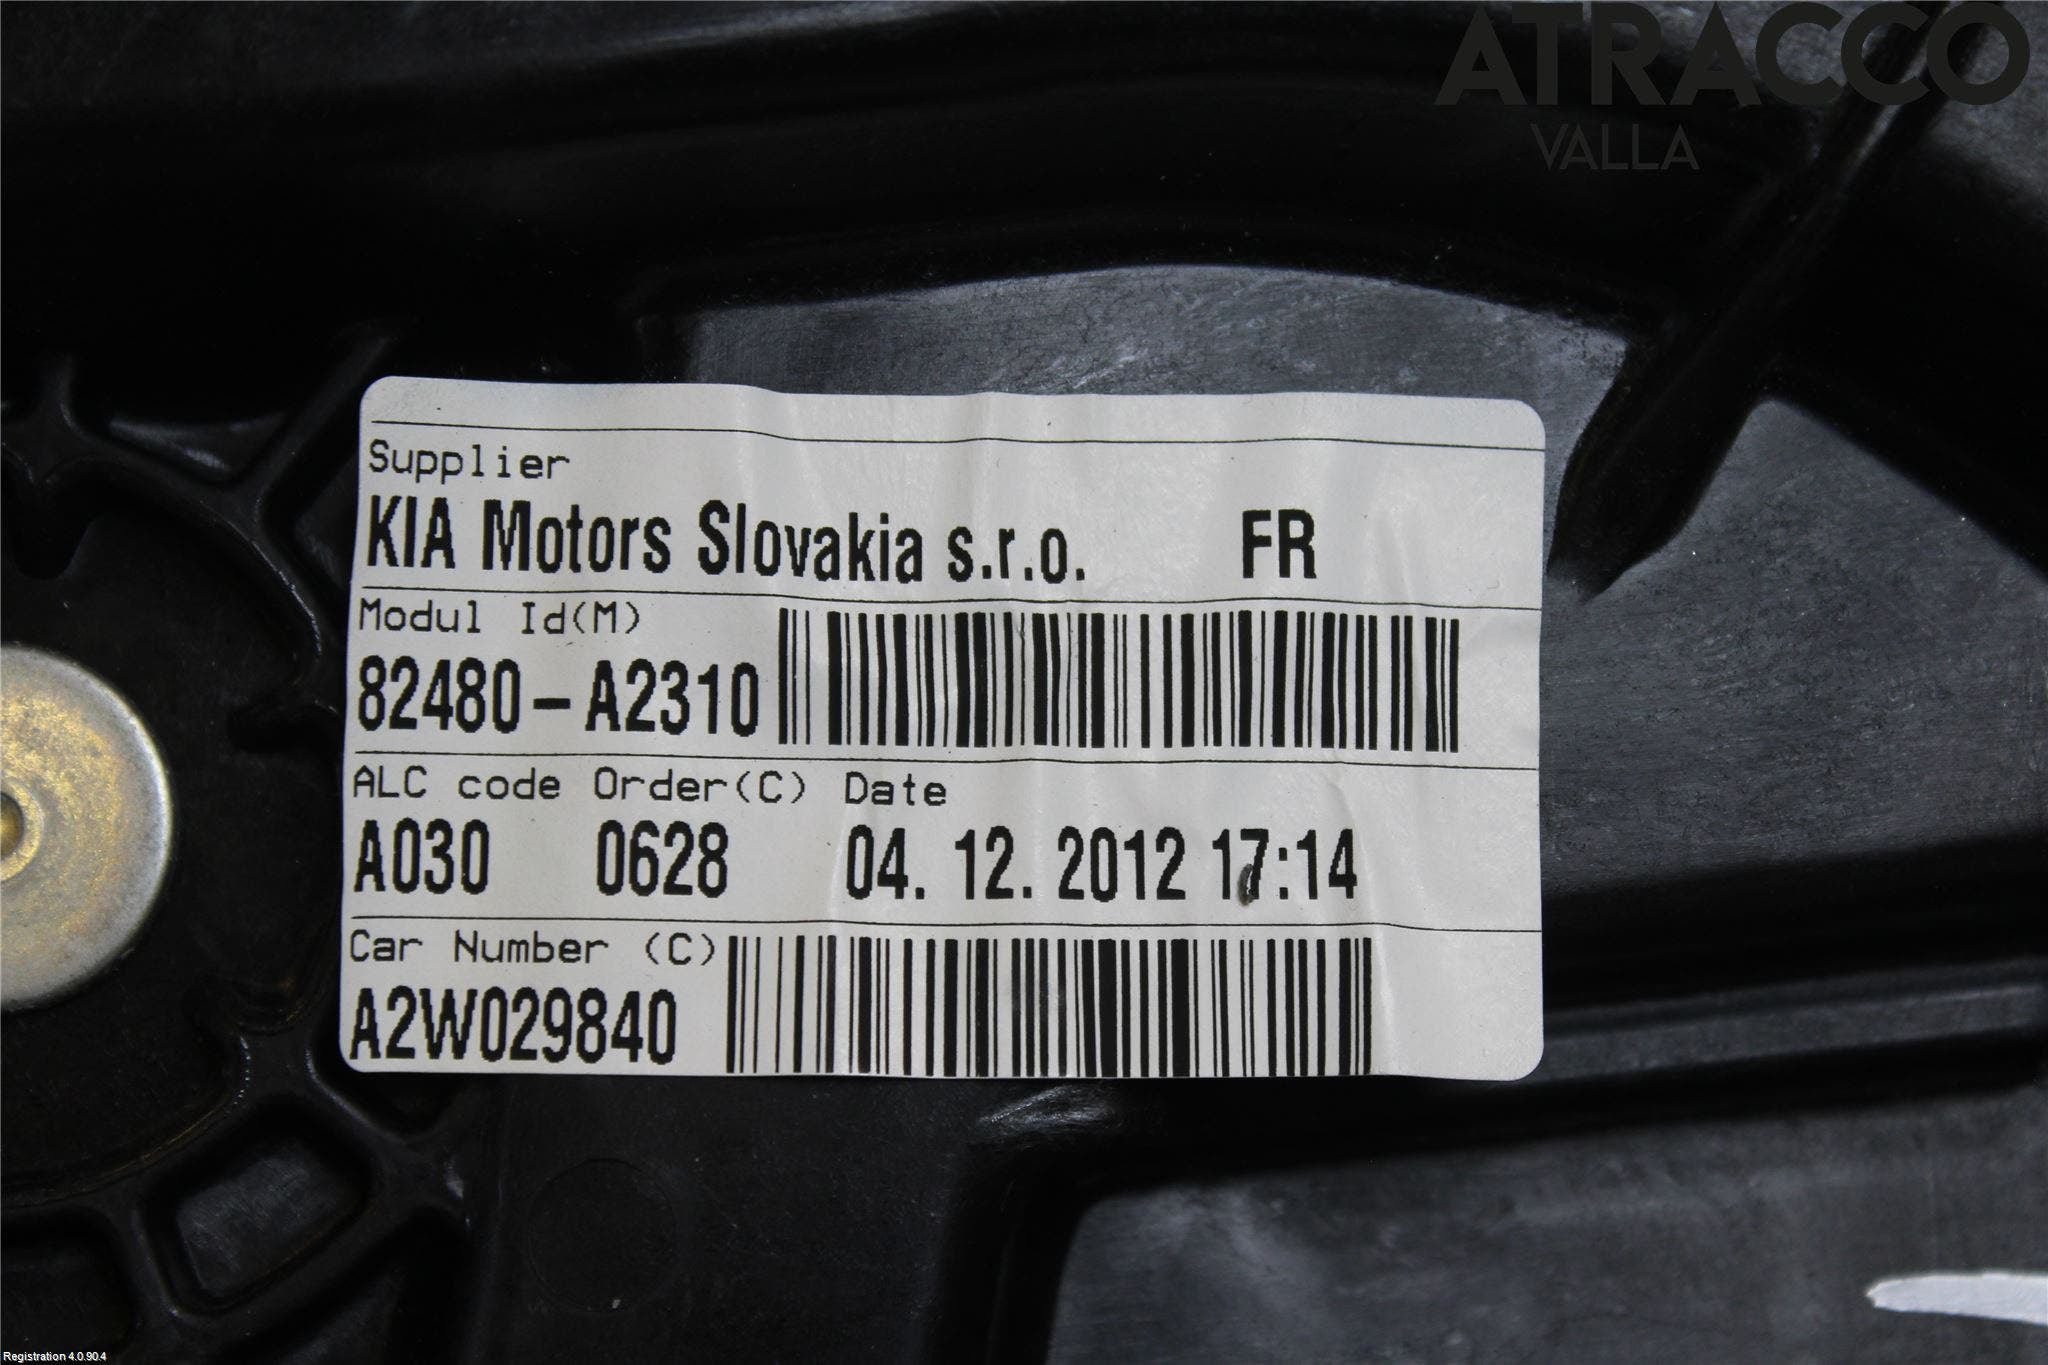 ATRACCO
VALLA
Supplier
KIA Motors Slovakia s.r.o. FR
Modul Id(M)
82480-A2310
ALC code Order(C) Date
A030 0628 04. 12. 2012 17:14
Car Number (C)
A2W029840
Registration 4.0.90.4